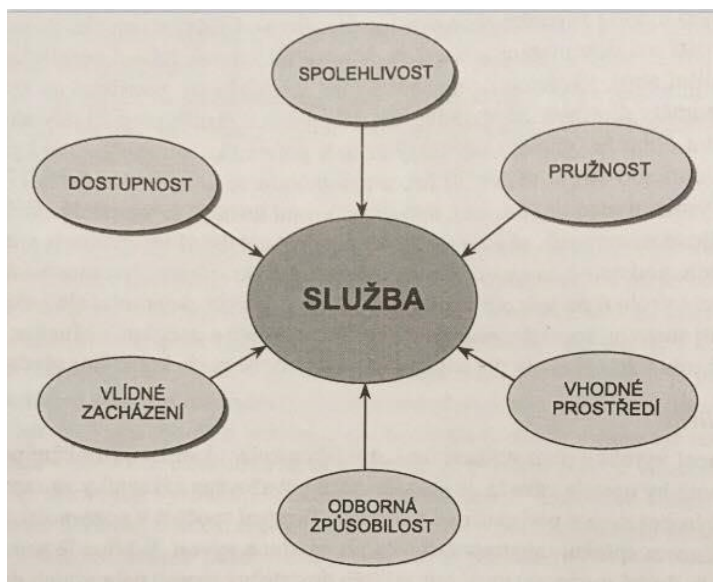 SPOLEHLIVOST
DOSTUPNOST
PRUŽNOST
SLUŽBA
VLÍDNÉ
ZACHÁZENÍ
VHODNÉ
PROSTŘEDÍ
ODBORNÁ
ZPŮSOBILOST